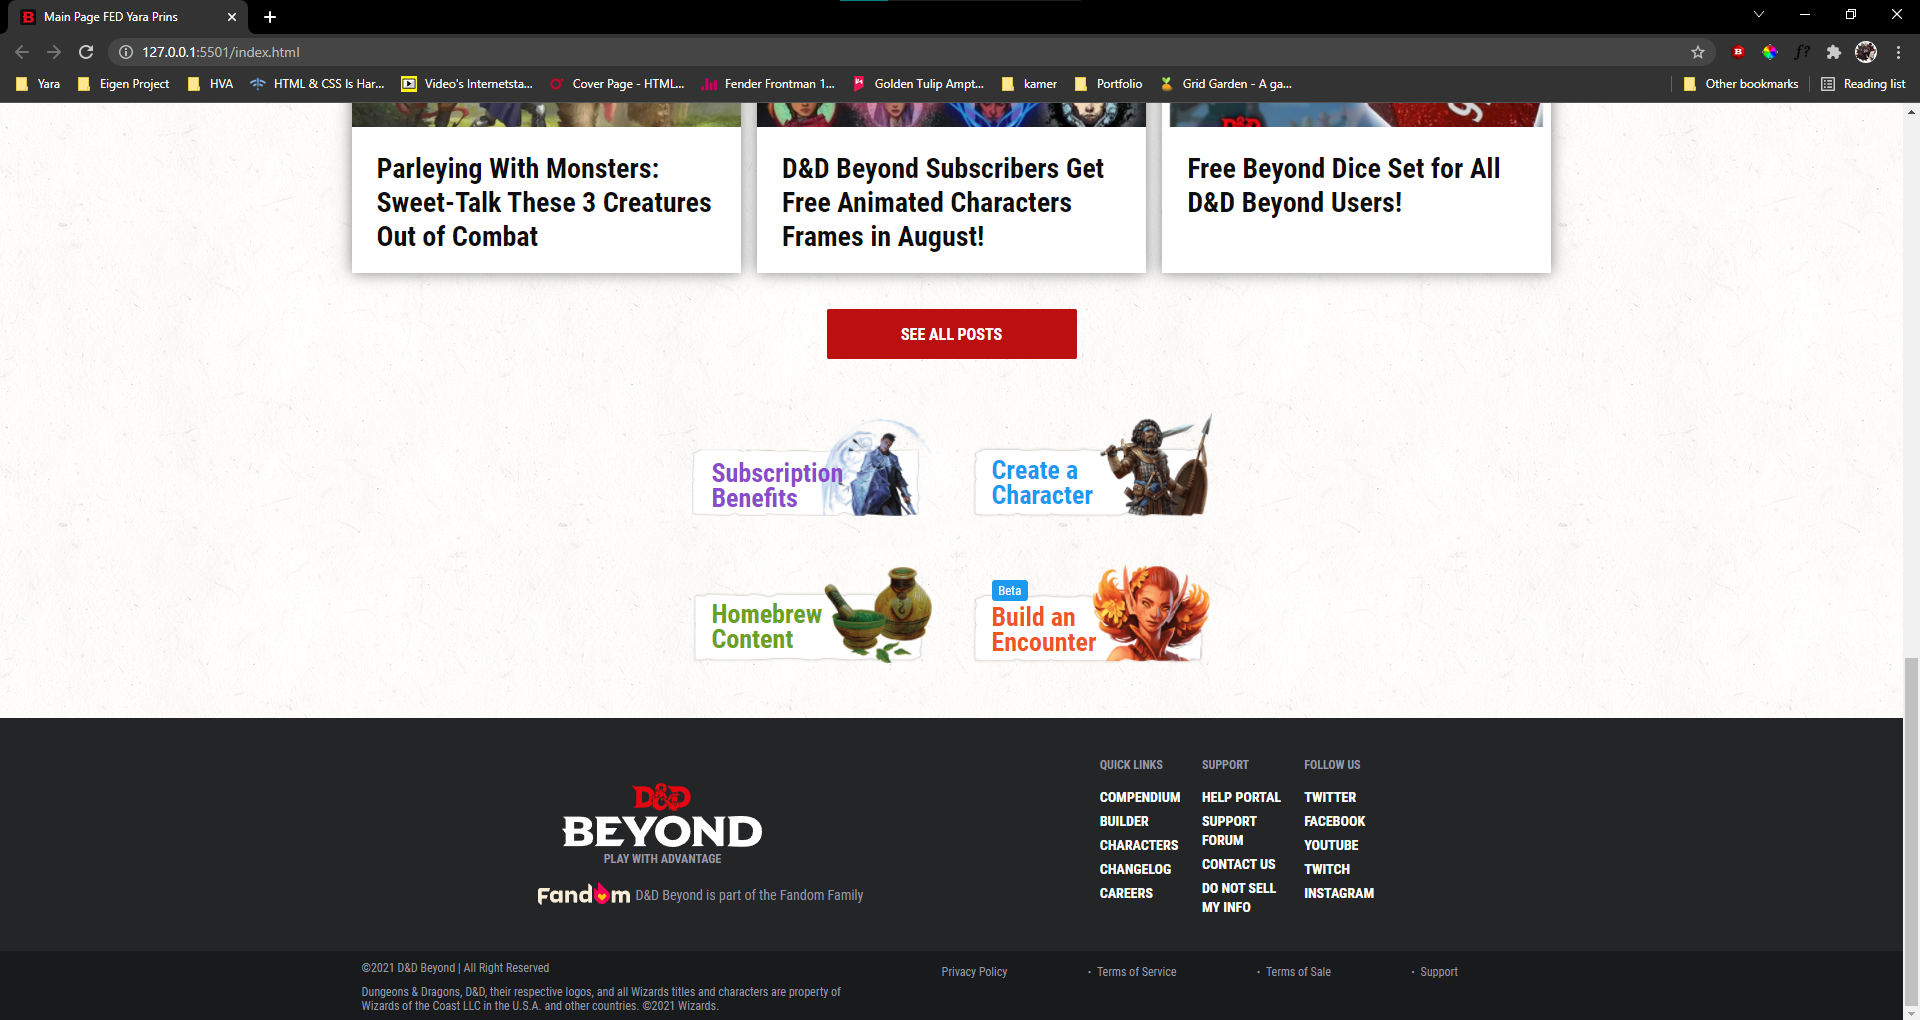 Main Page FED Yara Prins
127.0.0.1:5501/index.html
Yara
Eigen Project
HVA
HTML & CSS Is Har...
Video's Internetsta...
Cover Page - HTML...
Fender Frontman 1...
Golden Tulip Ampt...
kamer
Portfolio
Grid Garden - A ga...
Other bookmarks
Reading list
Parleying With Monsters:
Sweet-Talk These 3 Creatures
Out of Combat
D&D Beyond Subscribers Get
Free Animated Characters
Frames in August!
Free Beyond Dice Set for All
D&D Beyond Users!
SEE ALL POSTS
Subscription
Benefits
Create a
Character
Homebrew
Content
Beta
Build an
Encounter
D&D
BEYOND
PLAY WITH ADVANTAGE
Fandom D&D Beyond is part of the Fandom Family
QUICK LINKS
COMPENDIUM
BUILDER
CHARACTERS
CHANGELOG
CAREERS
SUPPORT
HELP PORTAL
SUPPORT
FORUM
CONTACT US
DO NOT SELL
MY INFO
FOLLOW US
TWITTER
FACEBOOK
YOUTUBE
TWITCH
INSTAGRAM
©2021 D&D Beyond | All Right Reserved
Dungeons & Dragons, D&D, their respective logos, and all Wizards titles and characters are property of
Wizards of the Coast LLC in the U.S.A. and other countries. ©2021 Wizards.
Privacy Policy
· Terms of Service
· Terms of Sale
· Support